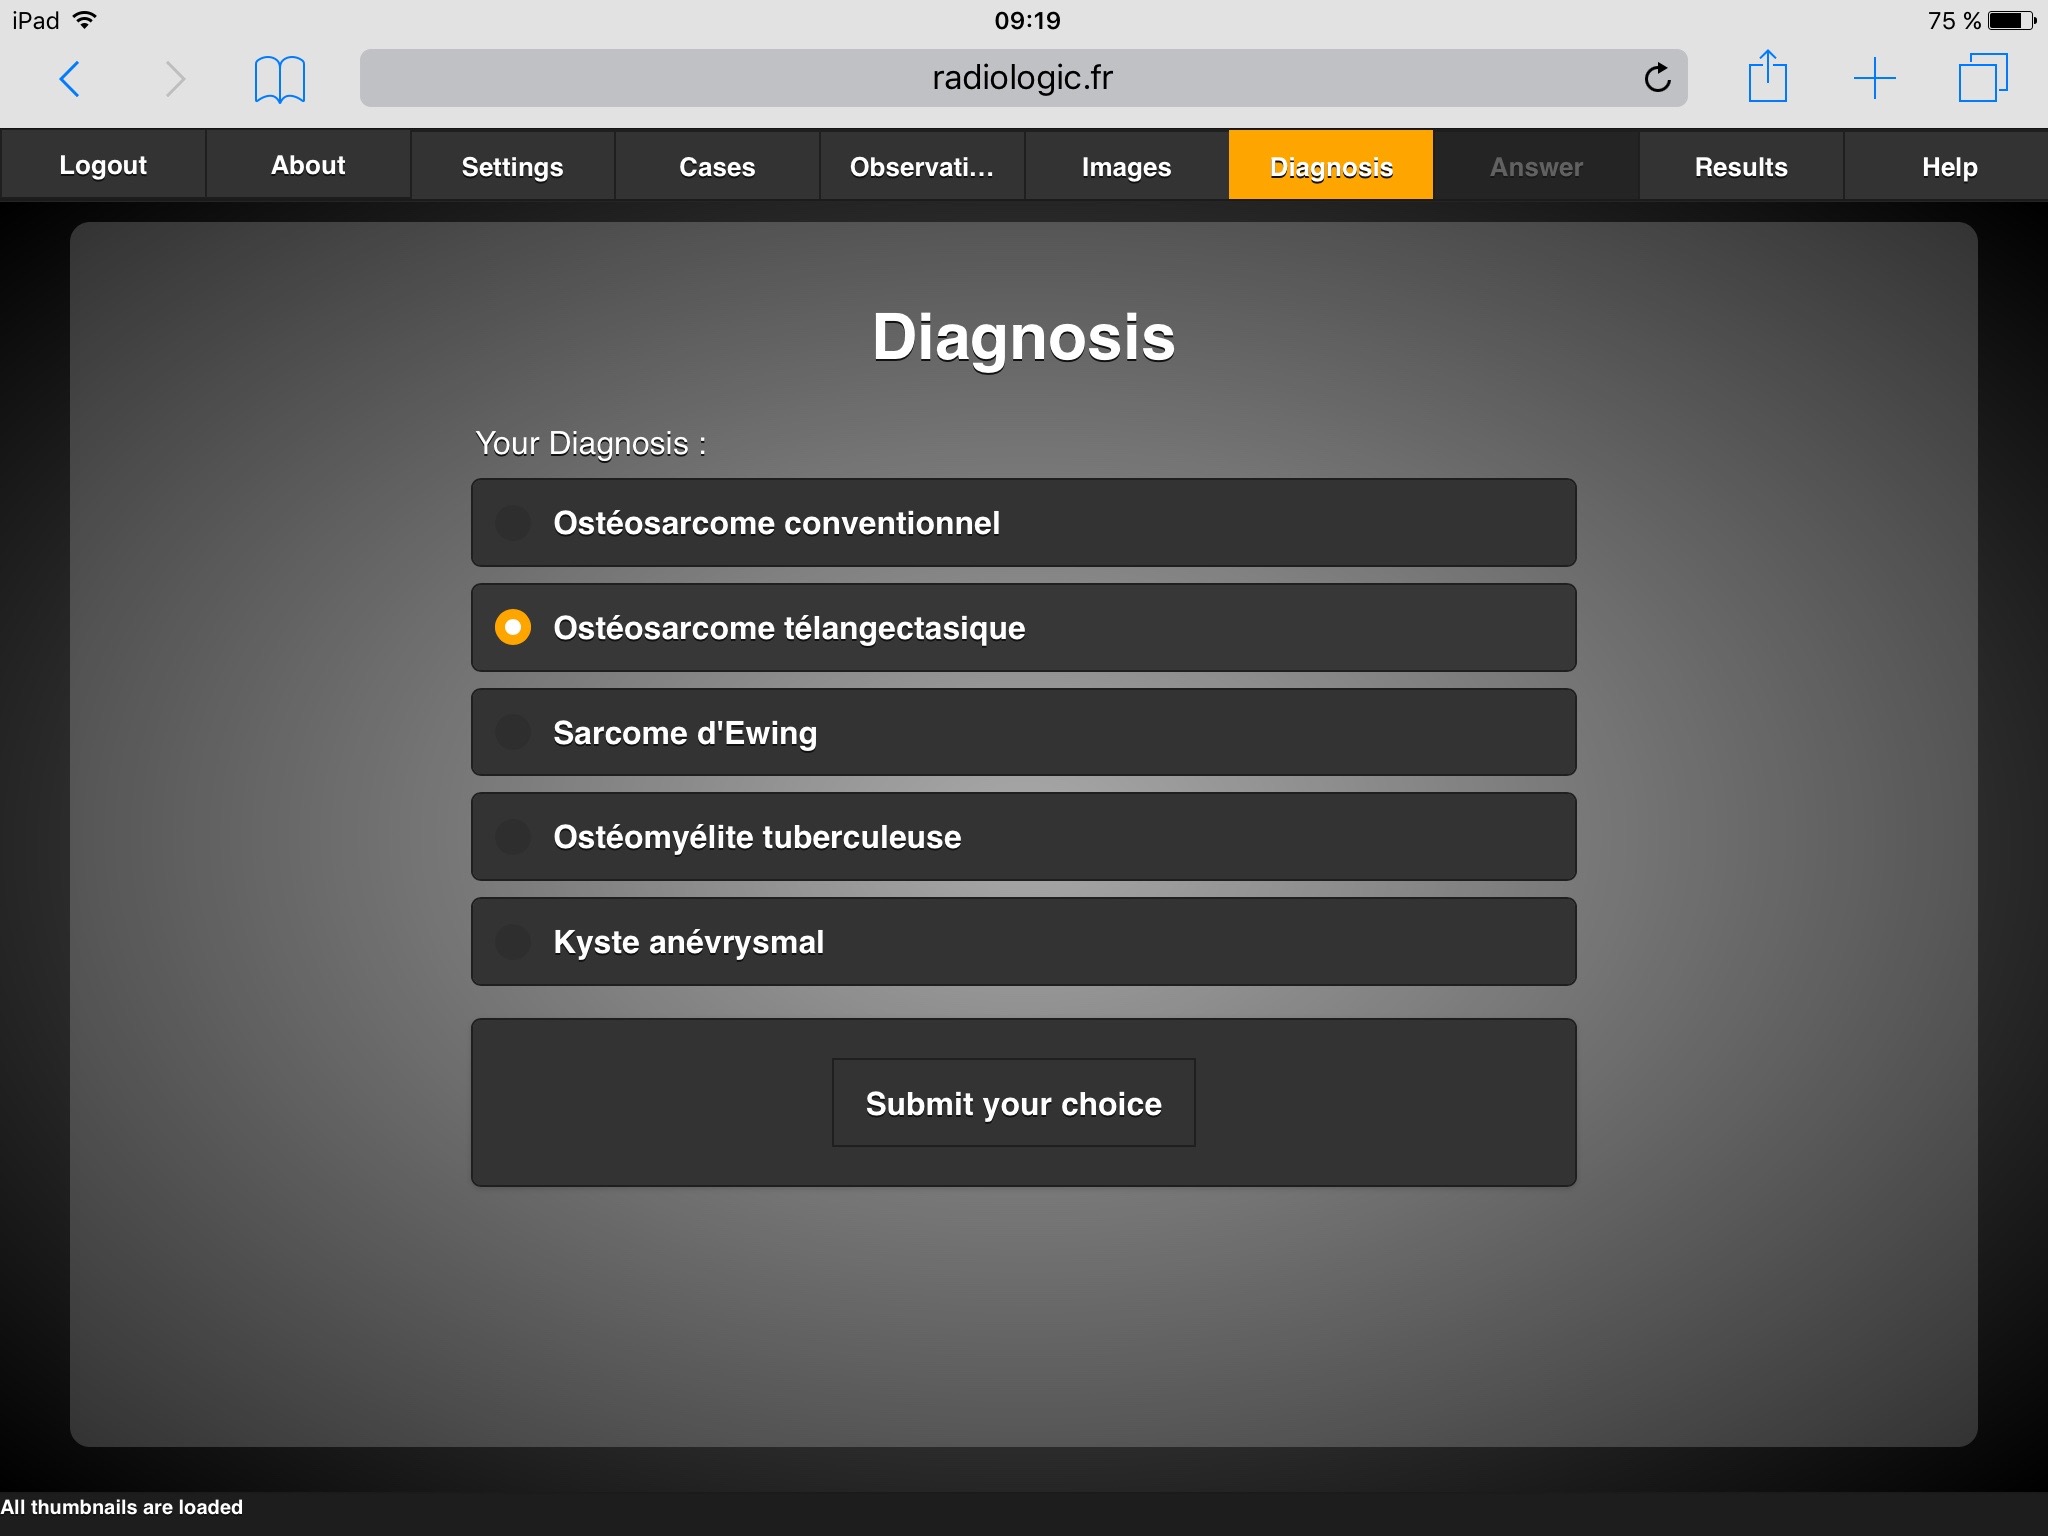 iPad 09:19 75 %
radiologic.fr
Logout About Settings Cases Observati... Images Diagnosis Answer Results Help
Diagnosis
Your Diagnosis :
Ostéosarcome conventionnel
Ostéosarcome télangectasique
Sarcome d'Ewing
Ostéomyélite tuberculeuse
Kyste anévrysmal
Submit your choice
All thumbnails are loaded